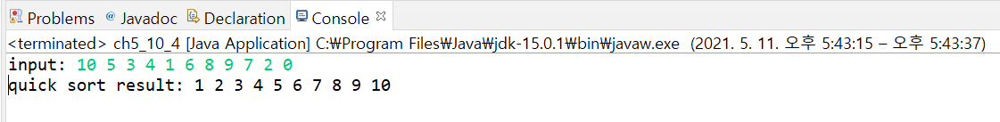 Problems @ Javadoc Declaration Console
<terminated> ch5_10_4 [Java Application] C:₩Program Files₩Java₩jdk-15.0.1₩bin₩javaw.exe (2021. 5. 11. 오후 5:43:15 – 오후 5:43:37)
input: 10 5 3 4 1 6 8 9 7 2 0
quick sort result: 1 2 3 4 5 6 7 8 9 10